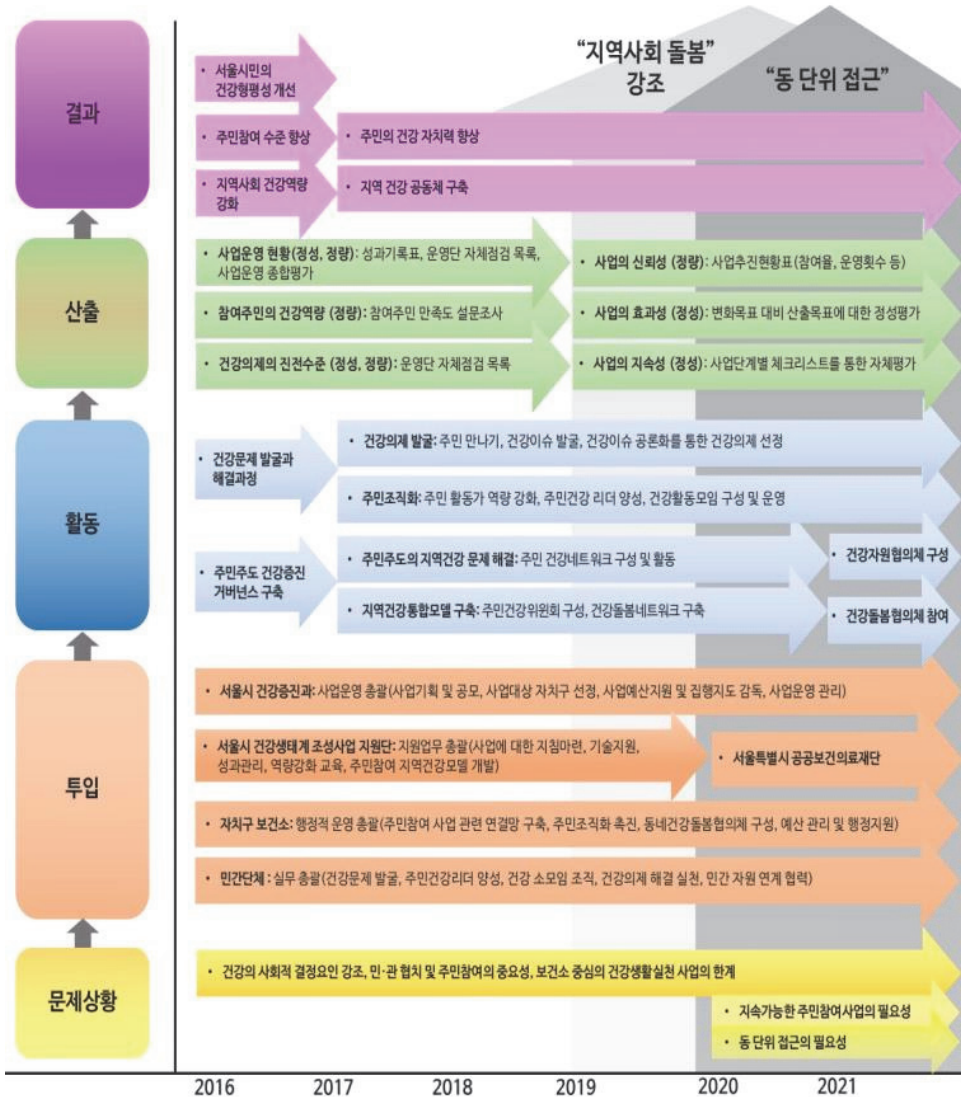 “지역사회 돌봄”
강조
“동 단위 접근”
결과
• 서울시민의
건강형평성 개선
• 주민참여 수준 향상
• 주민의 건강 자치력 향상
• 지역사회 건강역량
강화
• 지역 건강 공동체 구축
산출
• 사업운영 현황(정성, 정량): 성과기록표, 운영단 자체점검 목록,
사업운영 종합평가
• 사업의 신뢰성 (정량): 사업추진현황표(참여율, 운영횟수 등)
• 참여주민의 건강역량 (정량): 참여주민 만족도 설문조사
• 사업의 효과성 (정성): 변화목표 대비 산출목표에 대한 정성평가
• 건강의제의 진전수준 (정성, 정량): 운영단 자체점검 목록
• 사업의 지속성 (정성): 사업단계별 체크리스트를 통한 자체평가
활동
• 건강문제 발굴과
해결과정
• 건강의제 발굴: 주민 만나기, 건강이슈 발굴, 건강이슈 공론화를 통한 건강의제 선정
• 주민조직화: 주민 활동가 역량 강화, 주민건강 리더 양성, 건강활동모임 구성 및 운영
• 주민주도 건강증진
거버넌스 구축
• 주민주도의 지역건강 문제 해결: 주민 건강네트워크 구성 및 활동
• 건강자원협의체 구성
• 지역건강통합모델 구축: 주민건강위원회 구성, 건강돌봄네트워크 구축
• 건강돌봄협의체 참여
투입
• 서울시 건강증진과: 사업운영 총괄(사업기획 및 공모, 사업대상 자치구 선정, 사업예산지원 및 집행지도 감독, 사업운영 관리)
• 서울시 건강생태계 조성사업 지원단: 지원업무 총괄(사업에 대한 지침마련, 기술지원,
성과관리, 역량강화 교육, 주민참여 지역건강모델 개발)
• 서울특별시 공공보건의료재단
• 자치구 보건소: 행정적 운영 총괄(주민참여 사업 관련 연결망 구축, 주민조직화 촉진, 동네건강돌봄협의체 구성, 예산 관리 및 행정지원)
• 민간단체 : 실무 총괄(건강문제 발굴, 주민건강리더 양성, 건강 소모임 조직, 건강의제 해결 실천, 민간 자원 연계 협력)
문제상황
• 건강의 사회적 결정요인 강조, 민·관 협치 및 주민참여의 중요성, 보건소 중심의 건강생활실천 사업의 한계
• 지속가능한 주민참여사업의 필요성
• 동 단위 접근의 필요성
2016 2017 2018 2019 2020 2021